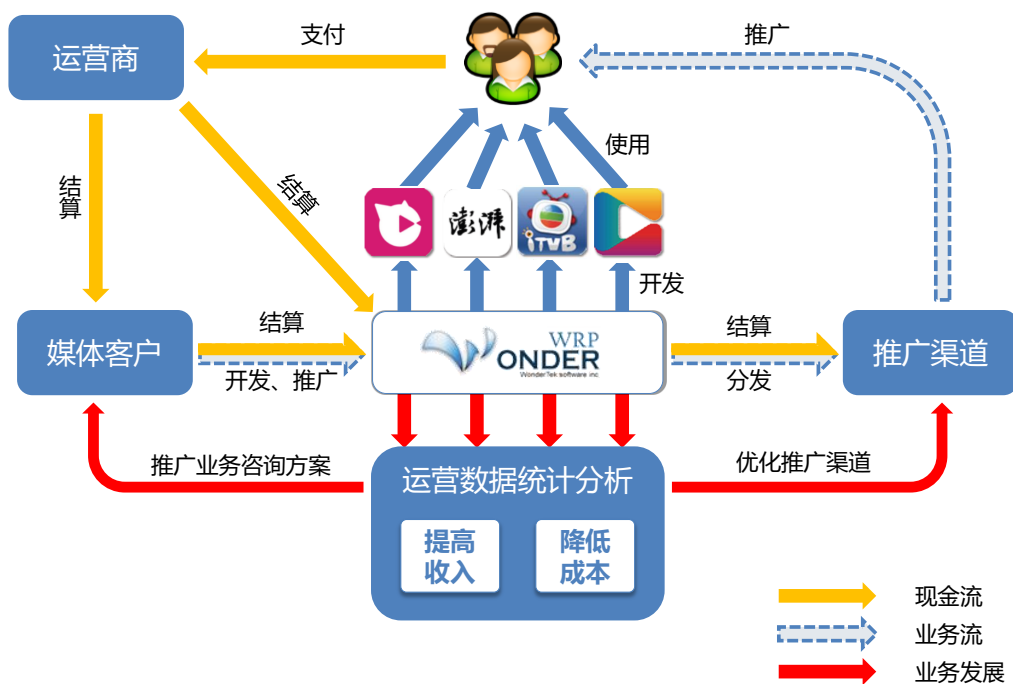 运营商
支付
推广
使用
结算
结算
澎湃
iTVB
开发
媒体客户
结算
开发、推广
WRP
WONDER
WonderTek software inc
结算
分发
推广渠道
推广业务咨询方案
运营数据统计分析
优化推广渠道
提高
收入
降低
成本
现金流
业务流
业务发展